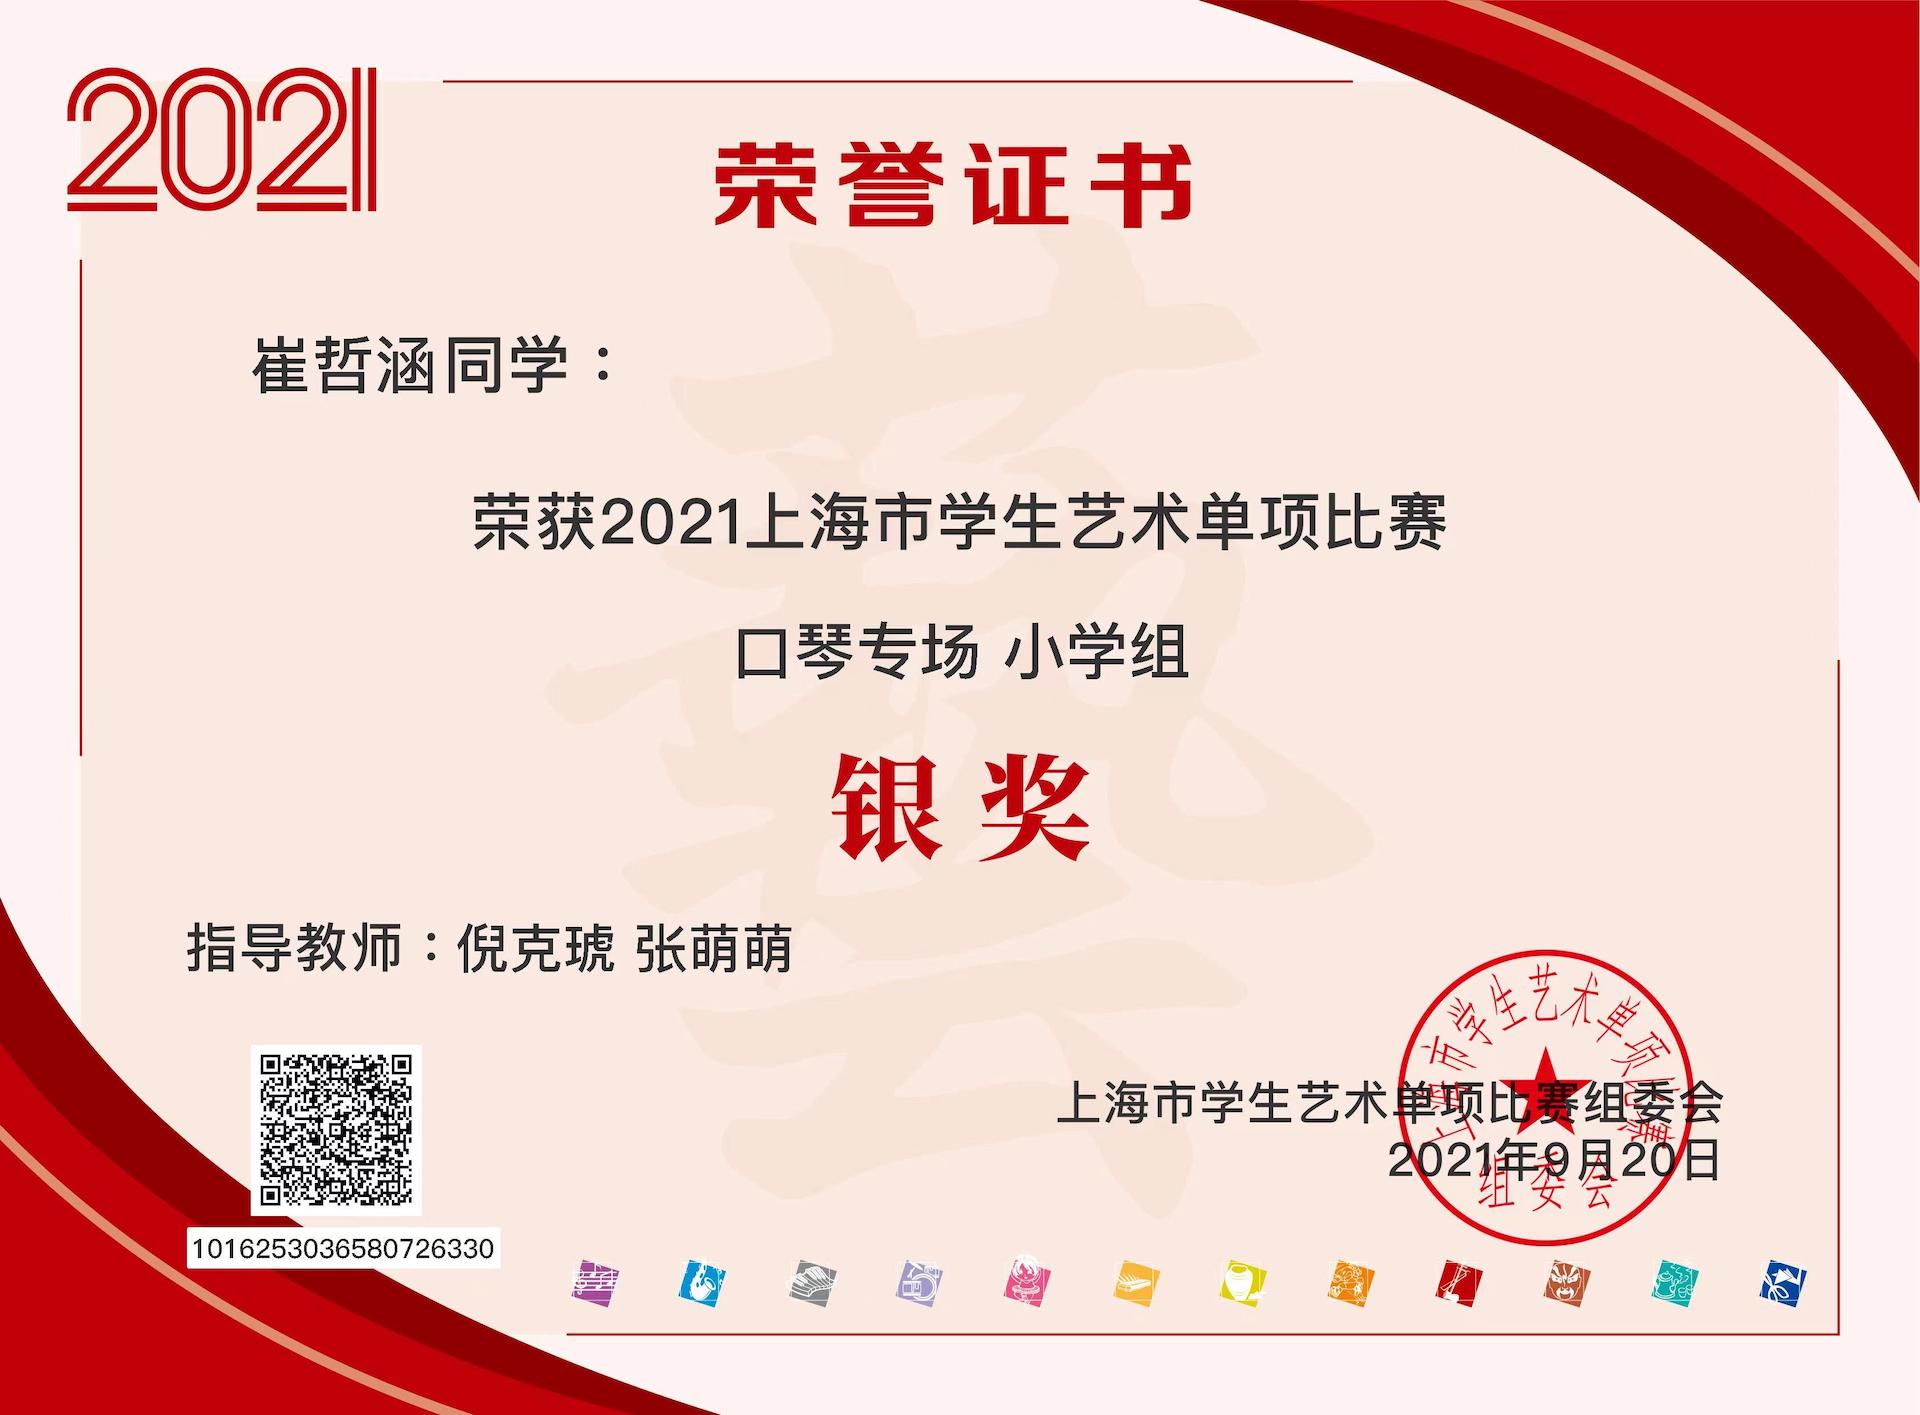 2021
荣誉证书
崔哲涵同学：
荣获2021上海市学生艺术单项比赛
口琴专场 小学组
银奖
指导教师：倪克琥 张萌萌
上海市学生艺术单项比赛组委会
2021年9月20日
上海市学生艺术单项比赛
组委会
1016253036580726330
藝